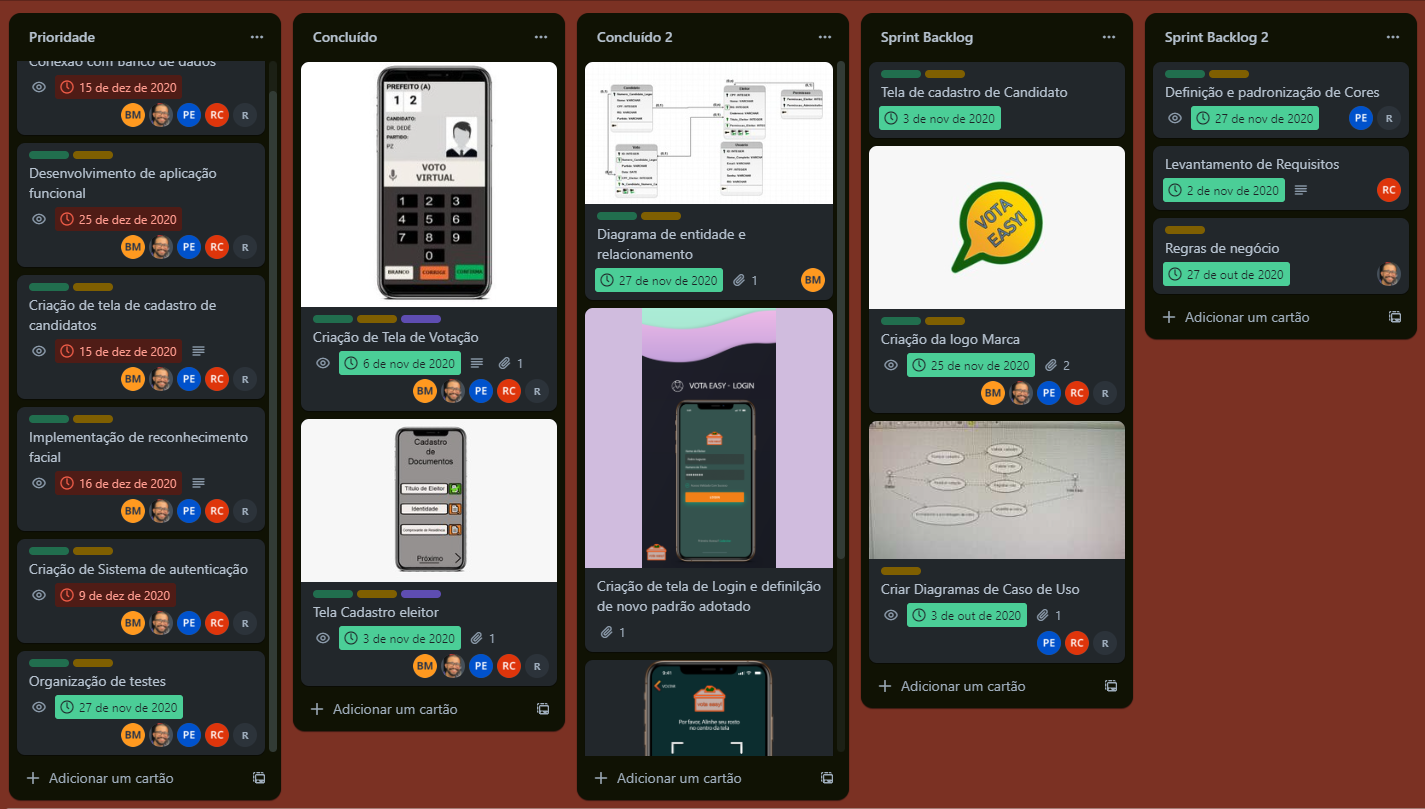 Prioridade
Conexão com Banco de dados
15 de dez de 2020
BM PE RC R
Desenvolvimento de aplicação
funcional
25 de dez de 2020
BM PE RC R
Criação de tela de cadastro de
candidatos
15 de dez de 2020
BM PE RC R
Implementação de reconhecimento
facial
16 de dez de 2020
BM PE RC R
Criação de Sistema de autenticação
9 de dez de 2020
BM PE RC R
Organização de testes
27 de nov de 2020
BM PE RC R
Adicionar um cartão
Concluído
PREFEITO (A)
1 2
CANDIDATO:
DR. DEDÉ
PARTIDO:
PZ
VOTO
VIRTUAL
1 2 3
4 5 6
7 8 9
0
BRANCO CORRIGE CONFIRMA
Criação de Tela de Votação
6 de nov de 2020 1
BM PE RC R
Cadastro
de
Documentos
Título de Eleitor
Identidade
Comprovante de Residência
Próximo
Tela Cadastro eleitor
3 de nov de 2020 1
BM PE RC R
Adicionar um cartão
Concluído 2
Diagrama de entidade e
relacionamento
27 de nov de 2020 1 BM
VOTA EASY - LOGIN
Criação de tela de Login e definilção
de novo padrão adotado
1
9:41
VOLTAR
vota easy!
Por favor, Alinhe seu rosto
no centro da tela
Adicionar um cartão
Sprint Backlog
Tela de cadastro de Candidato
3 de nov de 2020
VOTA
EASY!
Criação da logo Marca
25 de nov de 2020 2
BM PE RC R
Criar Diagramas de Caso de Uso
3 de out de 2020 1
PE RC R
Adicionar um cartão
Sprint Backlog 2
Definição e padronização de Cores
27 de nov de 2020 PE R
Levantamento de Requisitos
2 de nov de 2020 RC
Regras de negócio
27 de out de 2020
Adicionar um cartão